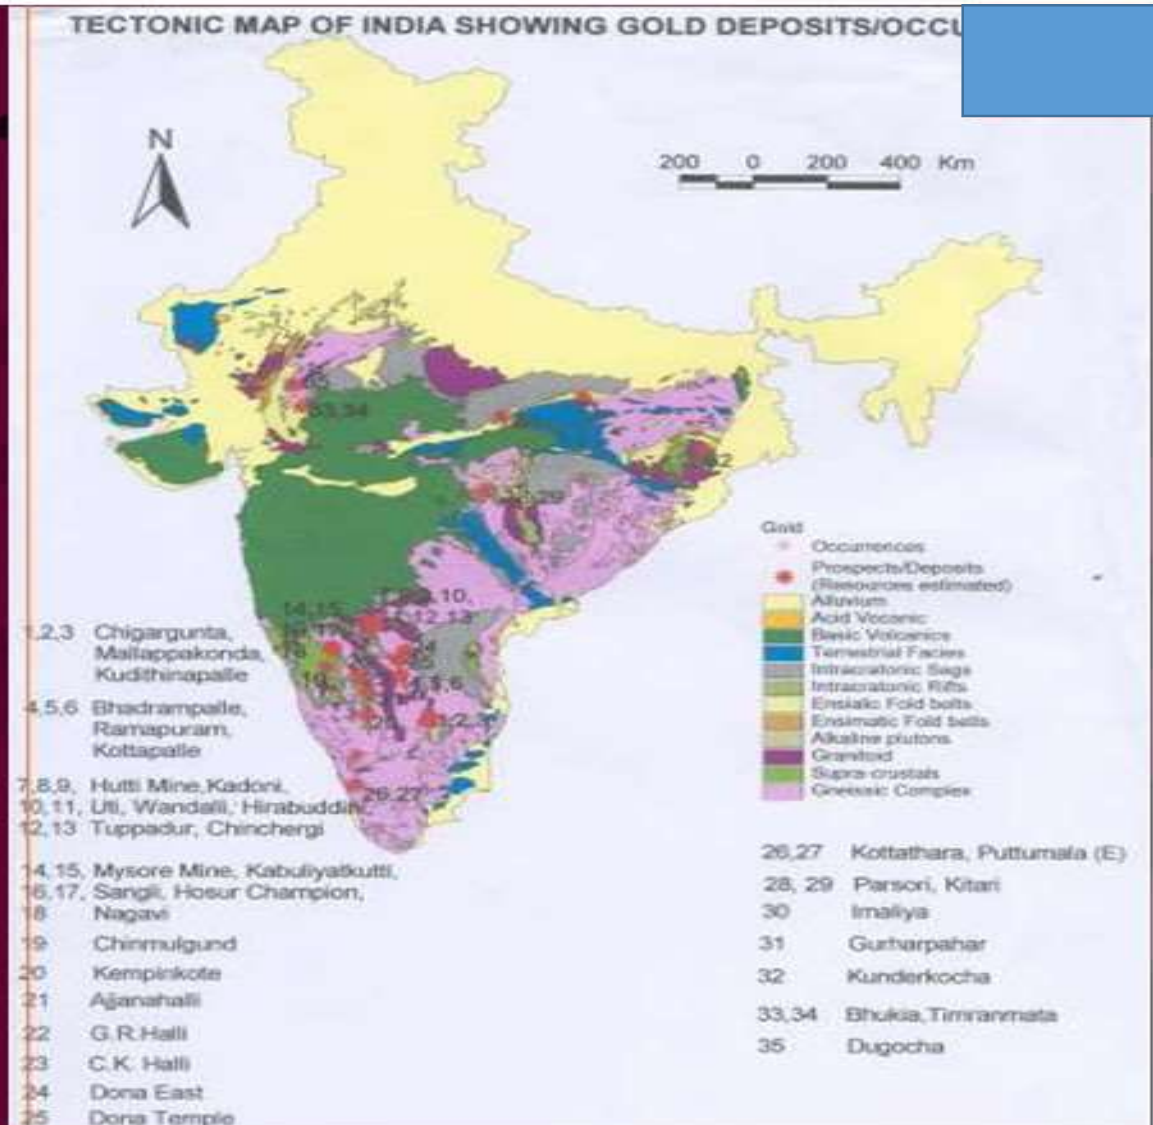 TECTONIC MAP OF INDIA SHOWING GOLD DEPOSITS/OCCU
N
200 0 200 400 Km
33,34
26,27
Gold
Occurrences
Prospects/Deposits
(Resources estimated)
Alluvium
Acid Vocanic
Basic Volcanics
Terrestrial Facies
Intracratonic Sags
Intracratonic Rifts
Ensialic Fold belts
Ensimatic Fold belts
Alkaline plutons
Granitoid
Supra-crustals
Gneissic Complex
1,2,3 Chigargunta,
Mallappakonda,
Kudithinapalle
4,5,6 Bhadrampalle,
Ramapuram,
Kottapalle
7,8,9, Hutti Mine,Kadoni,
10,11, Uti, Wandalli, Hirabuddin
12,13 Tuppadur, Chinchergi
14,15, Mysore Mine, Kabuliyatkutti,
16,17, Sangli, Hosur Champion,
18 Nagavi
19 Chinmulgund
20 Kempinkote
21 Ajjanahalli
22 G.R.Halli
23 C.K. Halli
24 Dona East
25 Dona Temple
26,27 Kottathara, Puttumala (E)
28, 29 Parsori, Kitari
30 Imaliya
31 Gurharpahar
32 Kunderkocha
33,34 Bhukia,Timranmata
35 Dugocha